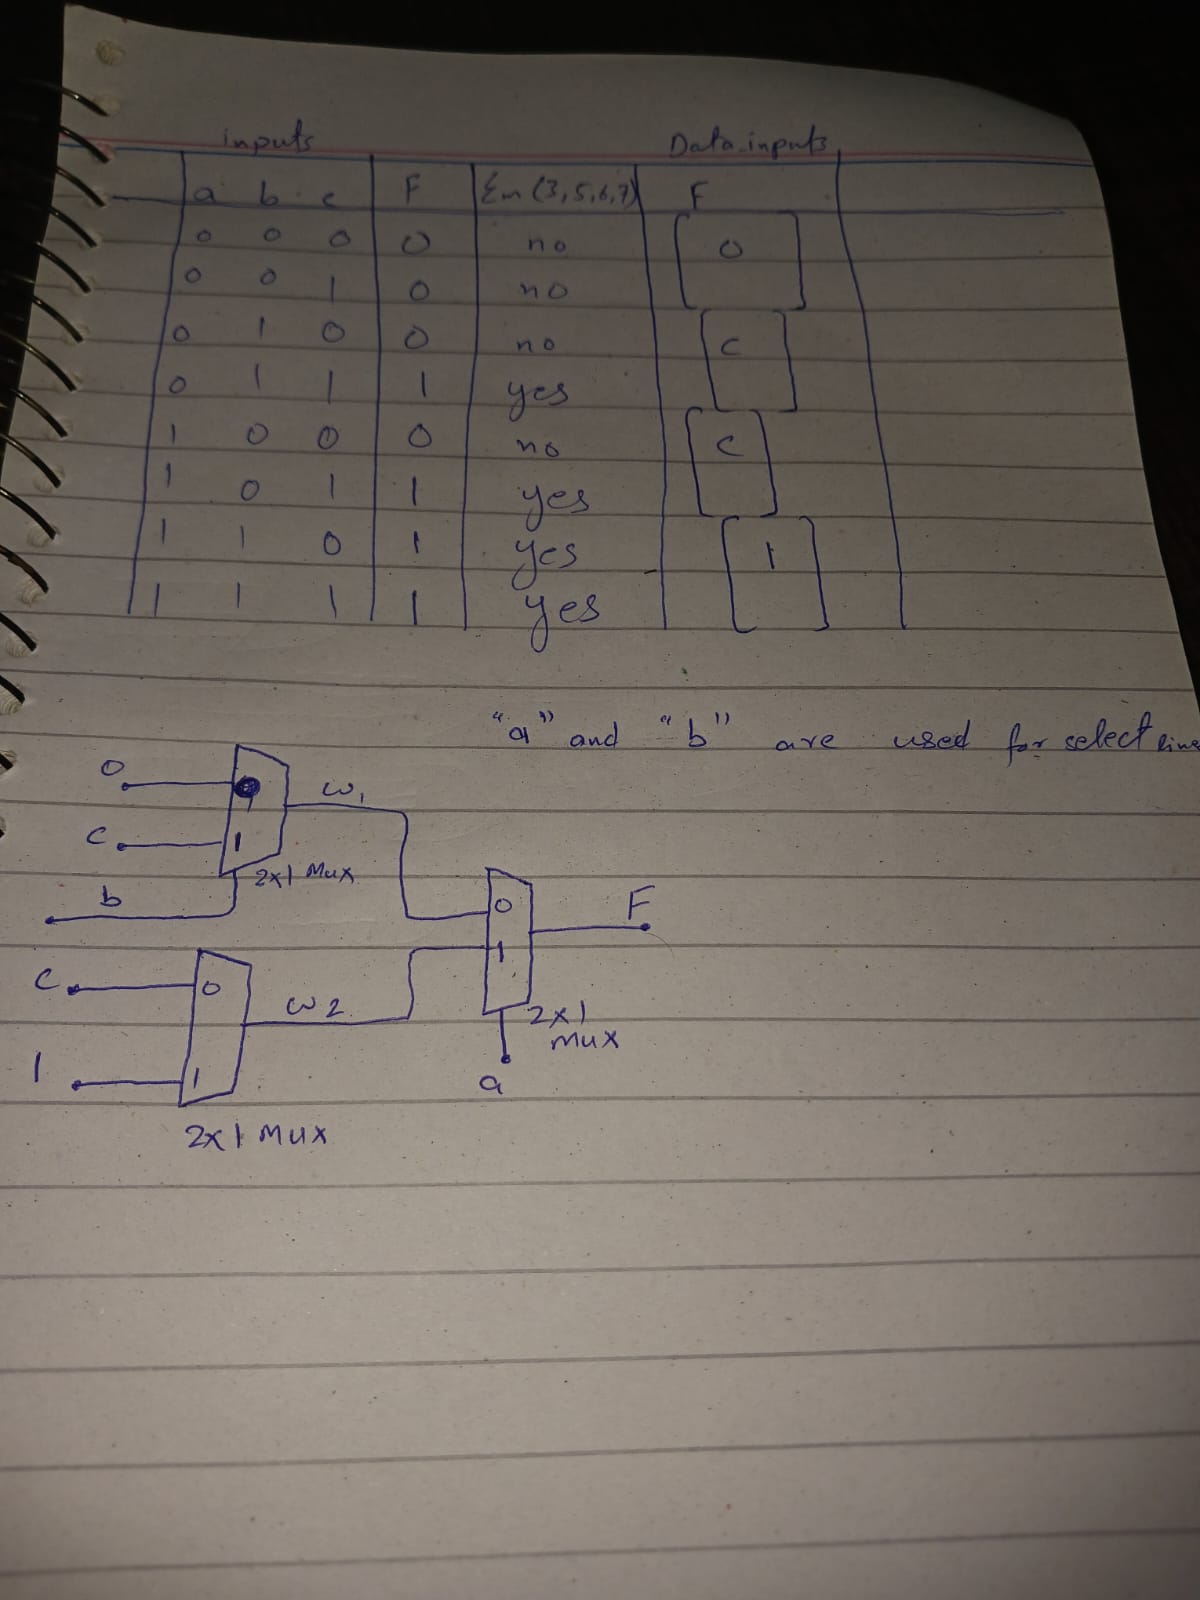 inputs Data inputs
a b c F Σm (3,5,6,7) F
0 0 0 0 no 0
0 0 1 0 no
0 1 0 0 no c
0 1 1 1 yes
1 0 0 0 no c
1 0 1 1 yes
1 1 0 1 yes 1
1 1 1 1 yes
"a" and "b" are used for select line
0 w1
c 1
2x1 Mux
b
0 F
1
c 0
w2
2x1
mux
1 1
a
2x1 Mux